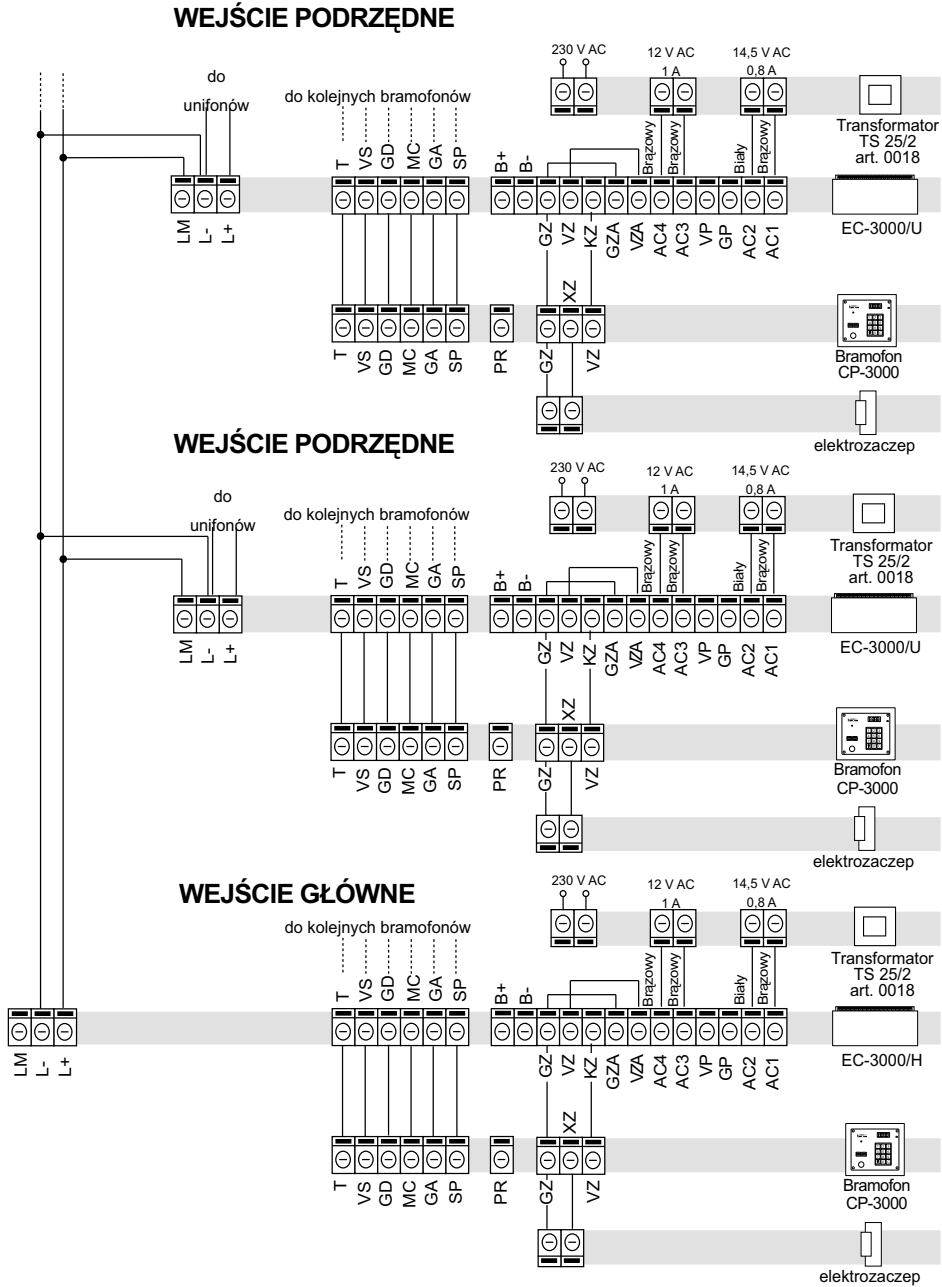 WEJŚCIE PODRZĘDNE
do
unifonów
do kolejnych bramofonów
T VS GD MC GA SP
230 V AC
12 V AC
1 A
14,5 V AC
0,8 A
B+ B-
Brązowy Brązowy
Biały Brązowy
Transformator
TS 25/2
art. 0018
LM L- L+
GZ VZ KZ GZA VZA AC4 AC3 VP GP AC2 AC1
EC-3000/U
XZ
T VS GD MC GA SP
PR
GZ VZ
Bramofon
CP-3000
elektrozaczep
WEJŚCIE PODRZĘDNE
do
unifonów
do kolejnych bramofonów
T VS GD MC GA SP
230 V AC
12 V AC
1 A
14,5 V AC
0,8 A
B+ B-
Brązowy Brązowy
Biały Brązowy
Transformator
TS 25/2
art. 0018
LM L- L+
GZ VZ KZ GZA VZA AC4 AC3 VP GP AC2 AC1
EC-3000/U
XZ
T VS GD MC GA SP
PR
GZ VZ
Bramofon
CP-3000
elektrozaczep
WEJŚCIE GŁÓWNE
do kolejnych bramofonów
T VS GD MC GA SP
230 V AC
12 V AC
1 A
14,5 V AC
0,8 A
B+ B-
Brązowy Brązowy
Biały Brązowy
Transformator
TS 25/2
art. 0018
LM L- L+
GZ VZ KZ GZA VZA AC4 AC3 VP GP AC2 AC1
EC-3000/H
XZ
T VS GD MC GA SP
PR
GZ VZ
Bramofon
CP-3000
elektrozaczep